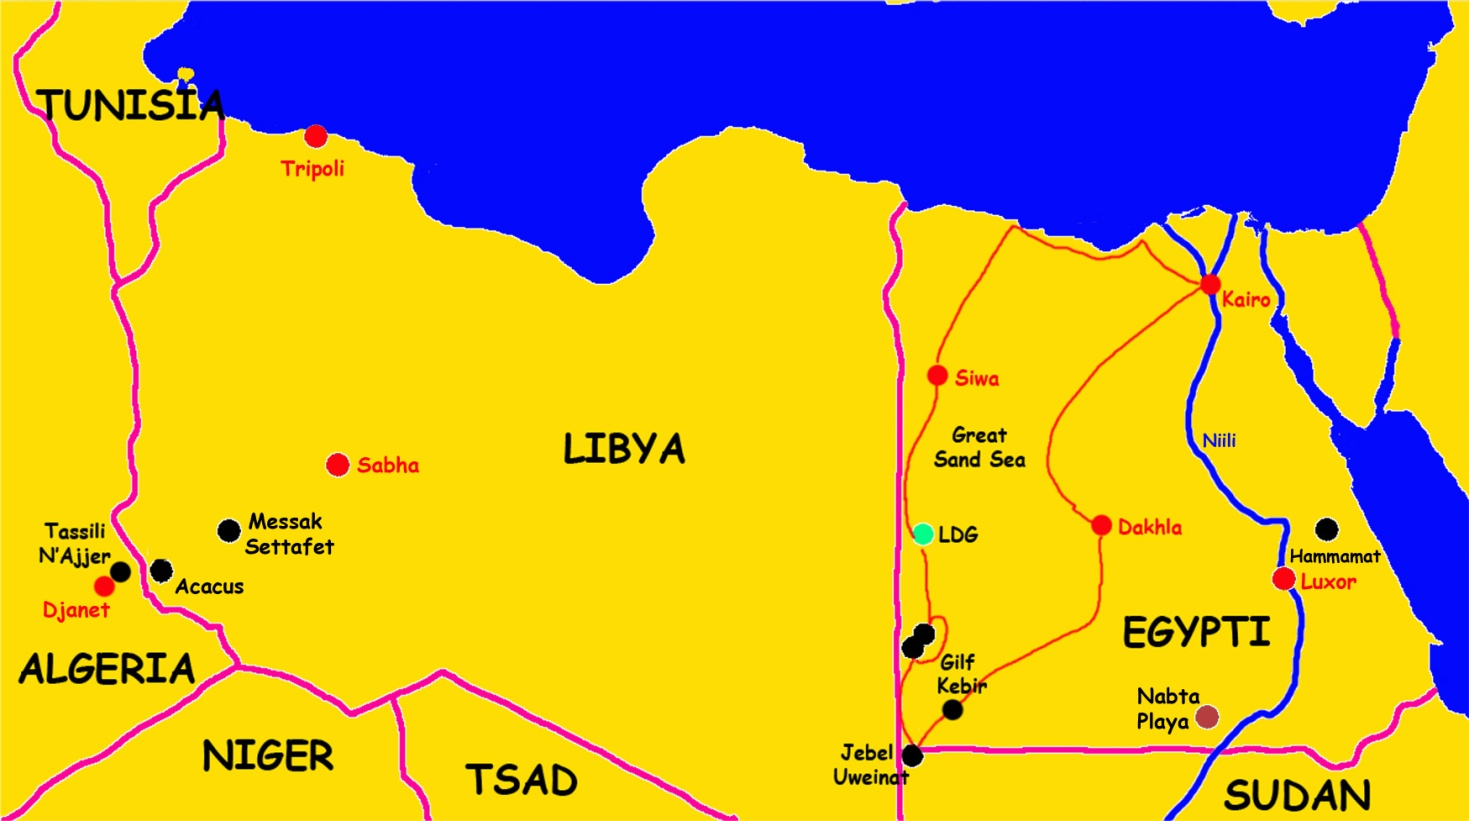 TUNISIA
Tripoli
Kairo
Siwa
Great
Sand Sea
Niili
LIBYA
Sabha
Messak
Settafet
Tassili
N'Ajjer
Acacus
Djanet
LDG
Dakhla
Hammamat
Luxor
EGYPTI
ALGERIA
Gilf
Kebir
Nabta
Playa
NIGER
TSAD
Jebel
Uweinat
SUDAN